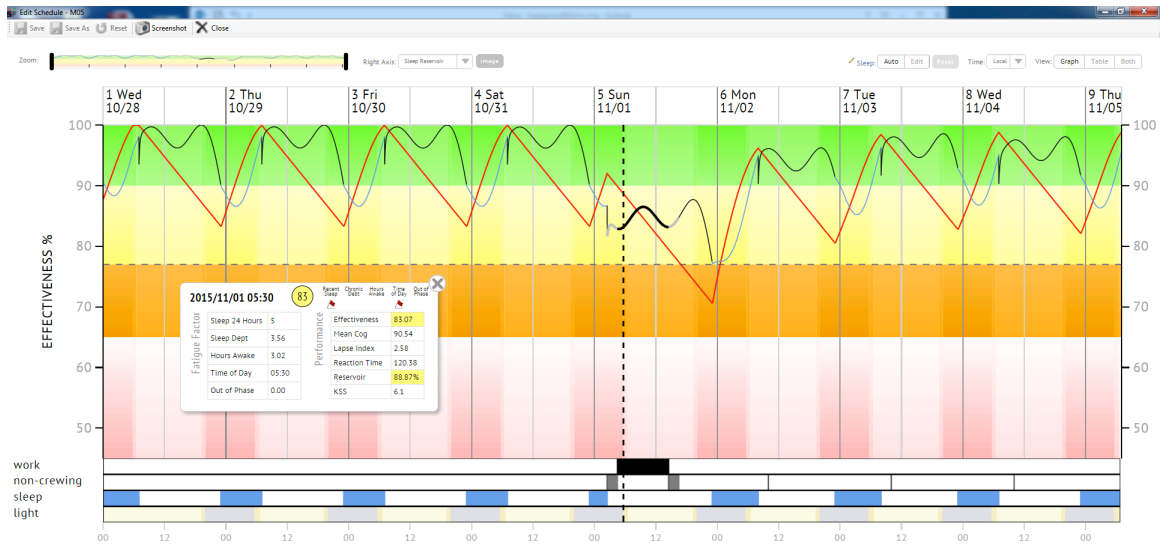 Edit Schedule - M05
Save Save As Reset Screenshot Close
Zoom: Right Axis: Sleep Reservoir Image Sleep: Auto Edit Reset Time: Local View: Graph Table Both
1 Wed 2 Thu 3 Fri 4 Sat 5 Sun 6 Mon 7 Tue 8 Wed 9 Thu
10/28 10/29 10/30 10/31 11/01 11/02 11/03 11/04 11/05
100 100
90 90
80 80
70 70
60 60
50 50
EFFECTIVENESS %
2015/11/01 05:30 83
Recent Sleep Chronic Debt Hours Awake Time of Day Out of Phase
Fatigue Factor
Sleep 24 Hours 5
Sleep Dept 3.56
Hours Awake 3.02
Time of Day 05:30
Out of Phase 0.00
Performance
Effectiveness 83.07
Mean Cog 90.54
Lapse Index 2.58
Reaction Time 120.38
Reservoir 88.87%
KSS 6.1
work
non-crewing
sleep
light
00 12 00 12 00 12 00 12 00 12 00 12 00 12 00 12 00